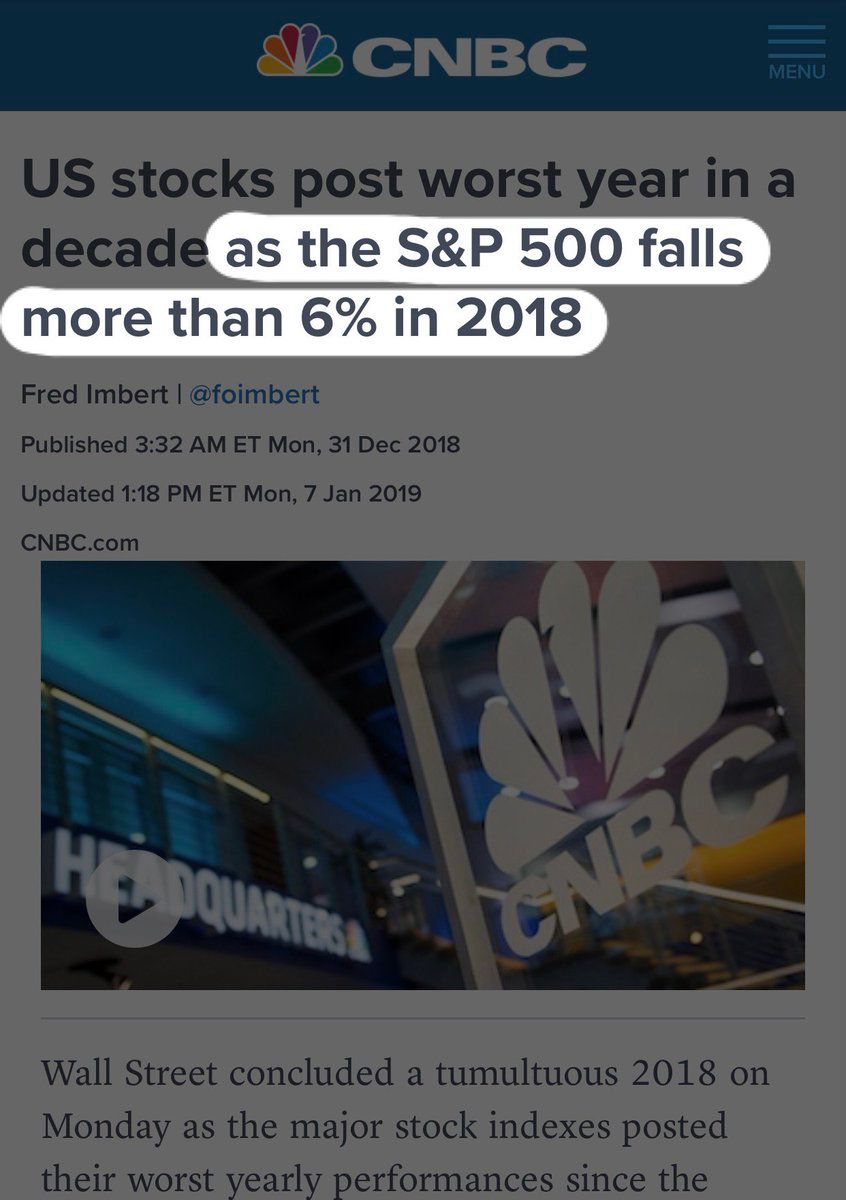 CNBC
MENU
US stocks post worst year in a
decade as the S&P 500 falls
more than 6% in 2018
Fred Imbert | @foimbert
Published 3:32 AM ET Mon, 31 Dec 2018
Updated 1:18 PM ET Mon, 7 Jan 2019
CNBC.com
HEADQUARTERS
CNBC
Wall Street concluded a tumultuous 2018 on
Monday as the major stock indexes posted
their worst yearly performances since the